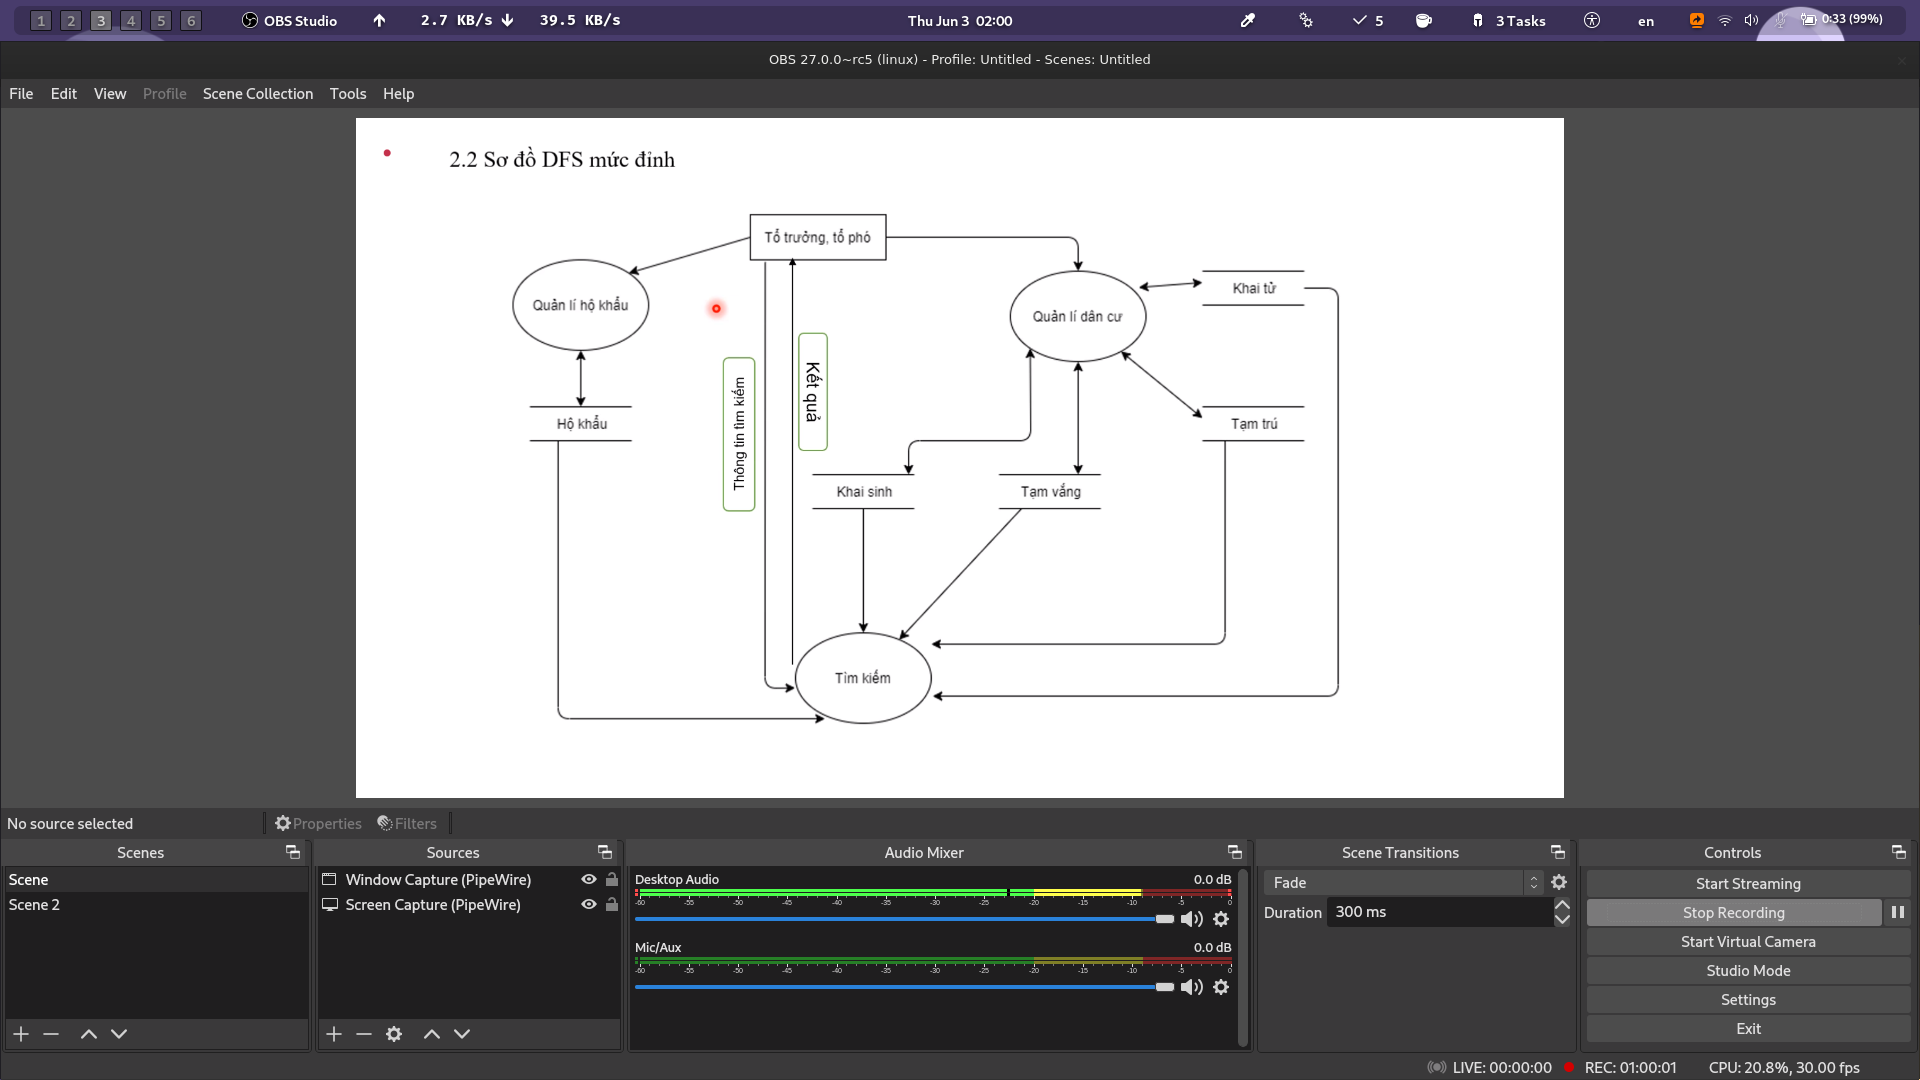 1 2 3 4 5 6 OBS Studio 2.7 KB/s 39.5 KB/s Thu Jun 3 02:00 5 3 Tasks en 0:33 (99%)
OBS 27.0.0~rc5 (linux) - Profile: Untitled - Scenes: Untitled
File Edit View Profile Scene Collection Tools Help
2.2 Sơ đồ DFS mức đỉnh
Tổ trưởng, tổ phó
Quản lí hộ khẩu
Quản lí dân cư
Khai tử
Kết quả
Thông tin tìm kiếm
Hộ khẩu
Tạm trú
Khai sinh
Tạm vắng
Tìm kiếm
No source selected Properties Filters
Scenes Sources Audio Mixer Scene Transitions Controls
Scene
Scene 2
Window Capture (PipeWire)
Screen Capture (PipeWire)
Desktop Audio 0.0 dB
-60 -55 -50 -45 -40 -35 -30 -25 -20 -15 -10 -5 0
Mic/Aux 0.0 dB
-60 -55 -50 -45 -40 -35 -30 -25 -20 -15 -10 -5 0
Fade
Duration 300 ms
Start Streaming
Stop Recording
Start Virtual Camera
Studio Mode
Settings
Exit
LIVE: 00:00:00 REC: 01:00:01 CPU: 20.8%, 30.00 fps